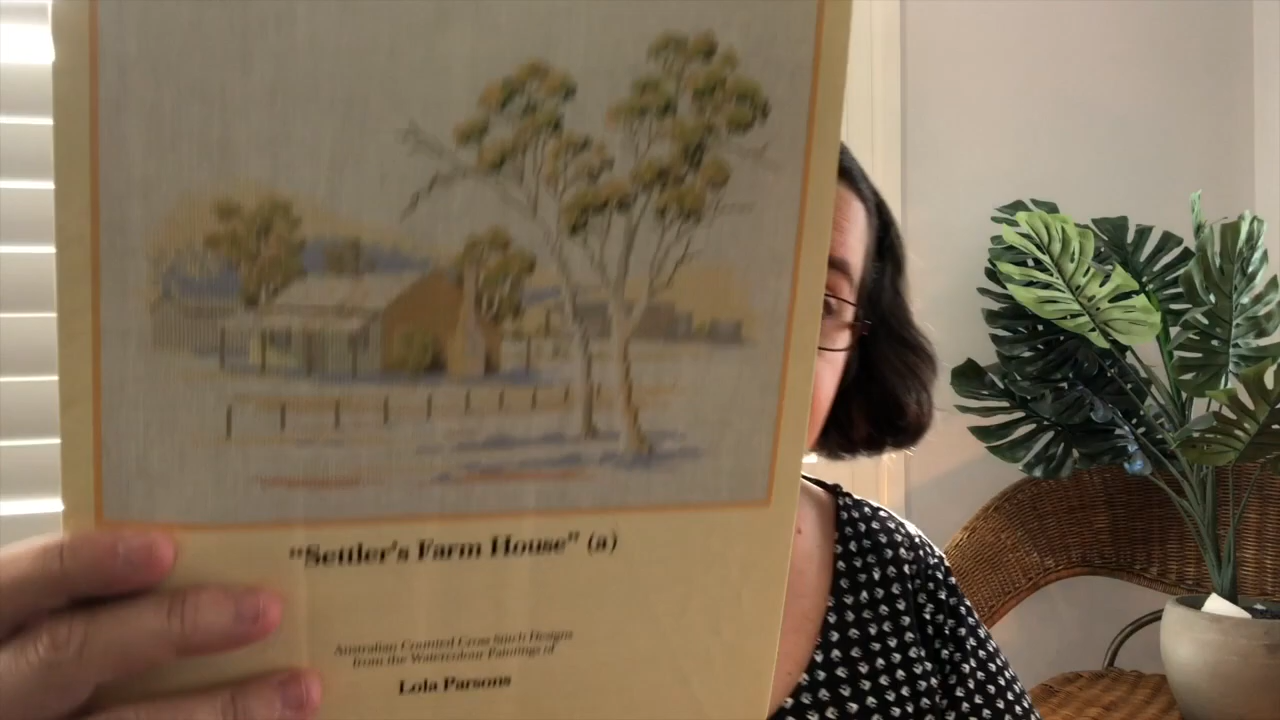 "Settler's Farm House" (a)
Australian Counted Cross Stitch Designs
from the Watercolour Paintings of
Lola Parsons